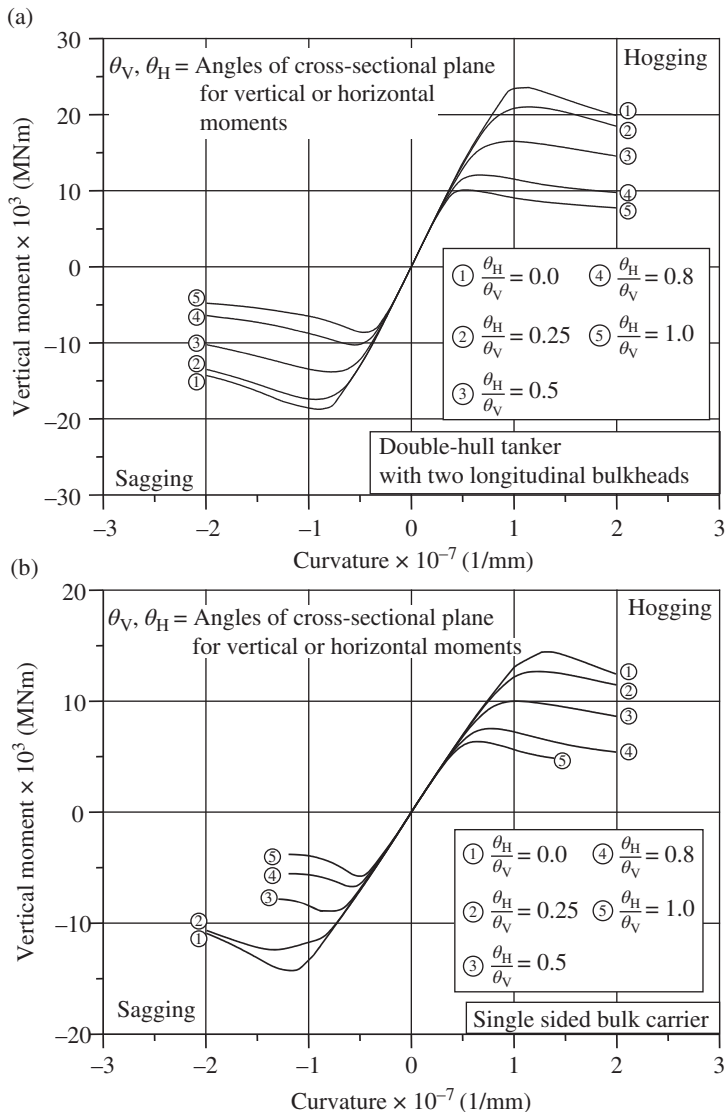 (a)
30
20
10
0
–10
–20
–30
Vertical moment × 10³ (MNm)
θV, θH = Angles of cross-sectional plane
for vertical or horizontal
moments
Hogging
①
②
③
④
⑤
⑤
④
③
②
①
① θH/θV = 0.0 ④ θH/θV = 0.8
② θH/θV = 0.25 ⑤ θH/θV = 1.0
③ θH/θV = 0.5
Double-hull tanker
with two longitudinal bulkheads
Sagging
–3 –2 –1 0 1 2 3
Curvature × 10⁻⁷ (1/mm)
(b)
20
10
0
–10
–20
Vertical moment × 10³ (MNm)
θV, θH = Angles of cross-sectional plane
for vertical or horizontal moments
Hogging
①
②
③
④
⑤
⑤
④
③
②
①
① θH/θV = 0.0 ④ θH/θV = 0.8
② θH/θV = 0.25 ⑤ θH/θV = 1.0
③ θH/θV = 0.5
Sagging
Single sided bulk carrier
–3 –2 –1 0 1 2 3
Curvature × 10⁻⁷ (1/mm)